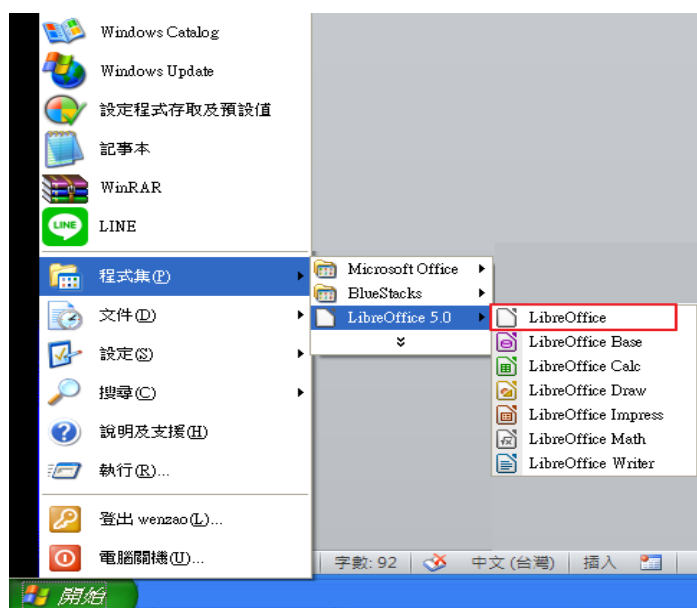 Windows Catalog
Windows Update
設定程式存取及預設值
記事本
WinRAR
LINE
LINE
程式集(P)
文件(D)
設定(S)
搜尋(C)
說明及支援(H)
執行(R)...
登出 wenzao(L)...
電腦關機(U)...
Microsoft Office
BlueStacks
LibreOffice 5.0
LibreOffice
LibreOffice Base
LibreOffice Calc
LibreOffice Draw
LibreOffice Impress
LibreOffice Math
LibreOffice Writer
字數: 92 中文 (台灣) 插入
開始